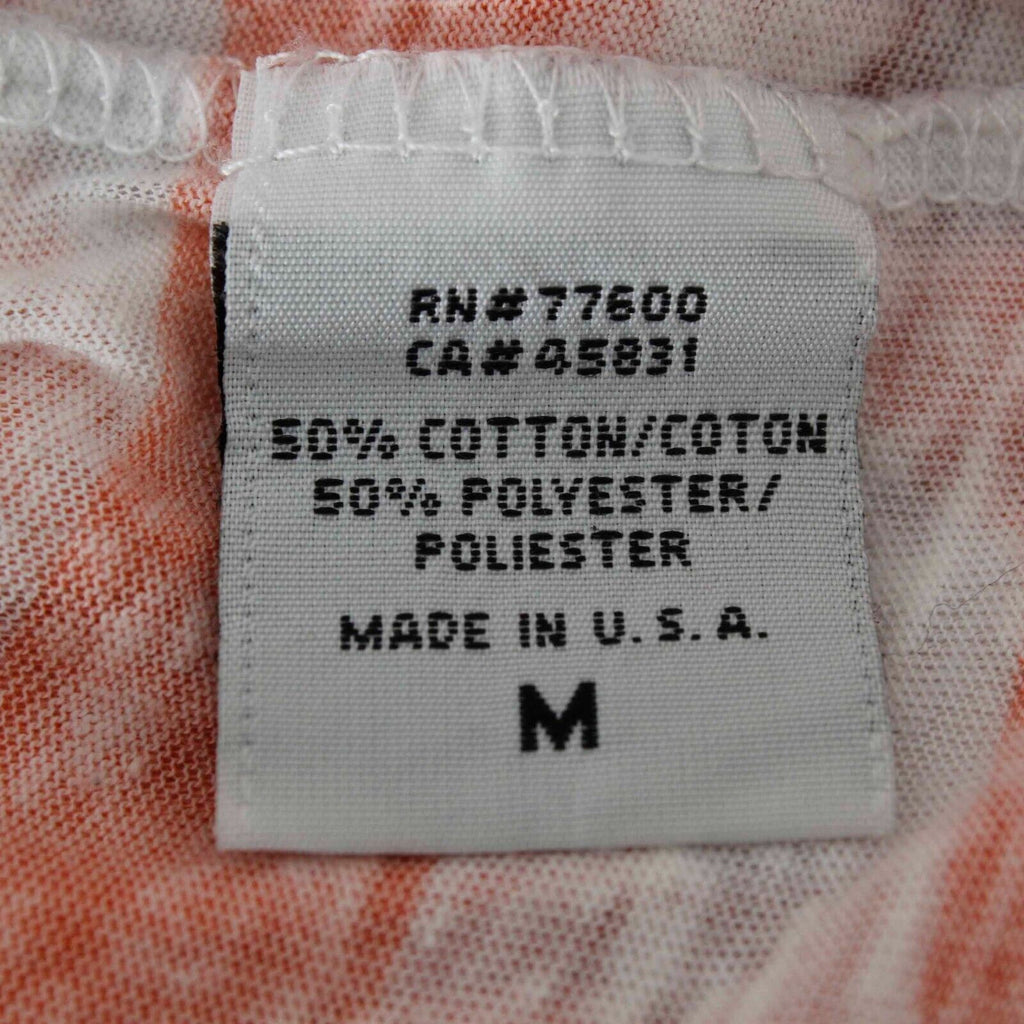 RN#77600
CA#45831
50% COTTON/COTON
50% POLYESTER/
POLIESTER
MADE IN U.S.A.
M